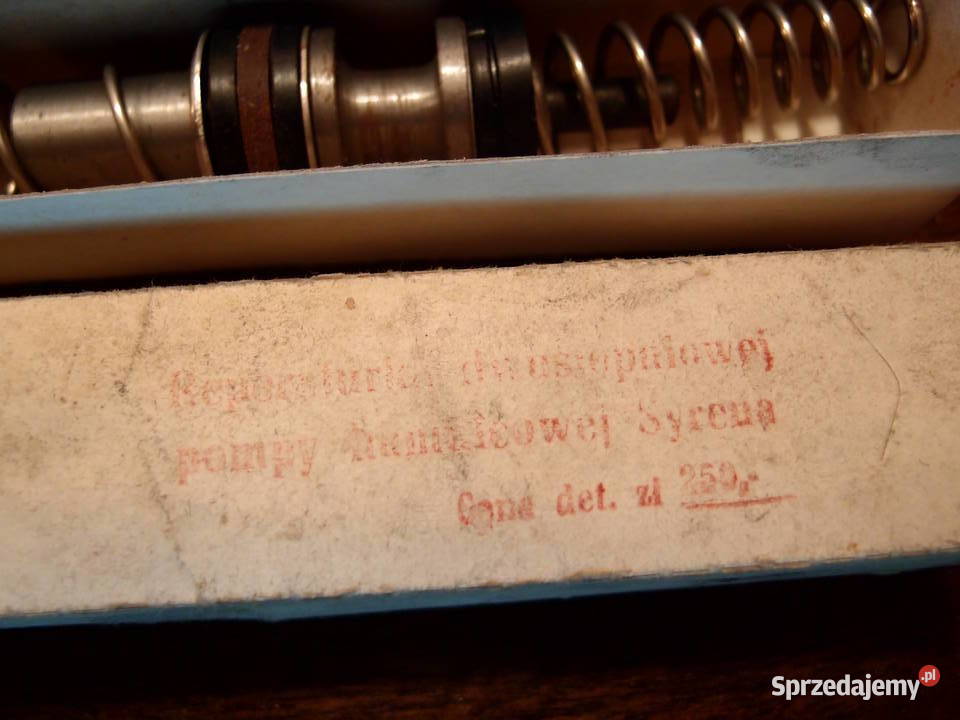 Reperaturka dwustopniowej
pompy hamulcowej Syrena
Cena det. zł 250,-
Sprzedajemy.pl